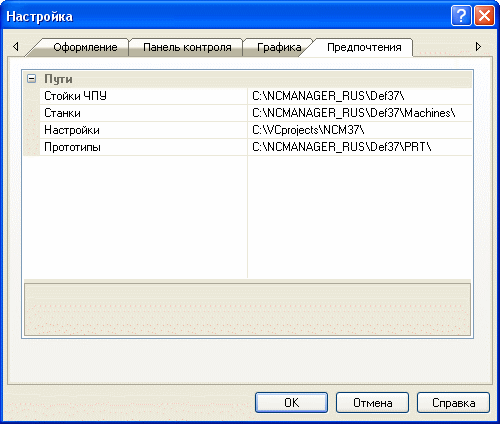 Настройка
Оформление Панель контроля Графика Предпочтения
Пути
Стойки ЧПУ C:\NCMANAGER_RUS\Def37\
Станки C:\NCMANAGER_RUS\Def37\Machines\
Настройки C:\VCprojects\NCM37\
Прототипы C:\NCMANAGER_RUS\Def37\PRT\
OK Отмена Справка